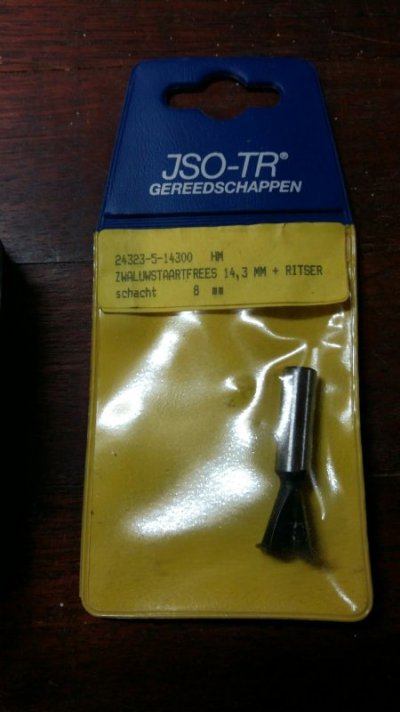 JSO-TR®
GEREEDSCHAPPEN
24323-5-14300 HM
ZWALUWSTAARTFREES 14,3 MM + RITSER
schacht 8 mm